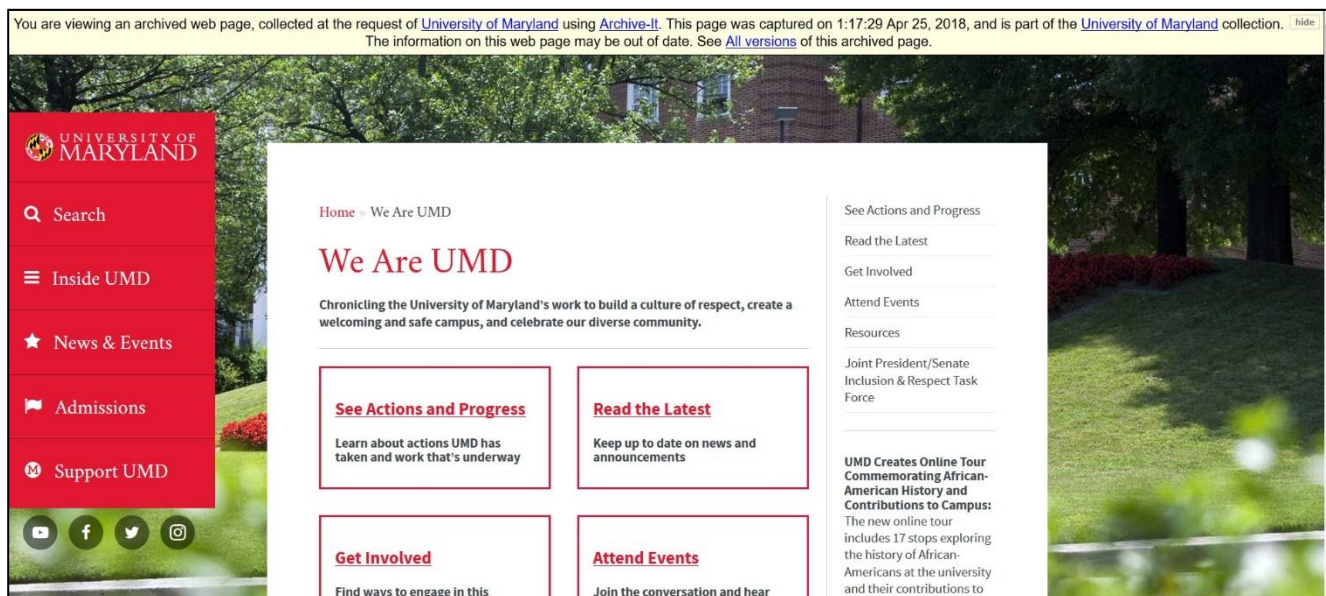 You are viewing an archived web page, collected at the request of University of Maryland using Archive-It. This page was captured on 1:17:29 Apr 25, 2018, and is part of the University of Maryland collection.
hide
The information on this web page may be out of date. See All versions of this archived page.
UNIVERSITY OF
MARYLAND
Search
Inside UMD
News & Events
Admissions
Support UMD
Home » We Are UMD
We Are UMD
Chronicling the University of Maryland's work to build a culture of respect, create a
welcoming and safe campus, and celebrate our diverse community.
See Actions and Progress
Learn about actions UMD has
taken and work that's underway
Read the Latest
Keep up to date on news and
announcements
Get Involved
Find ways to engage in this
Attend Events
Join the conversation and hear
See Actions and Progress
Read the Latest
Get Involved
Attend Events
Resources
Joint President/Senate
Inclusion & Respect Task
Force
UMD Creates Online Tour
Commemorating African-
American History and
Contributions to Campus:
The new online tour
includes 17 stops exploring
the history of African-
Americans at the university
and their contributions to